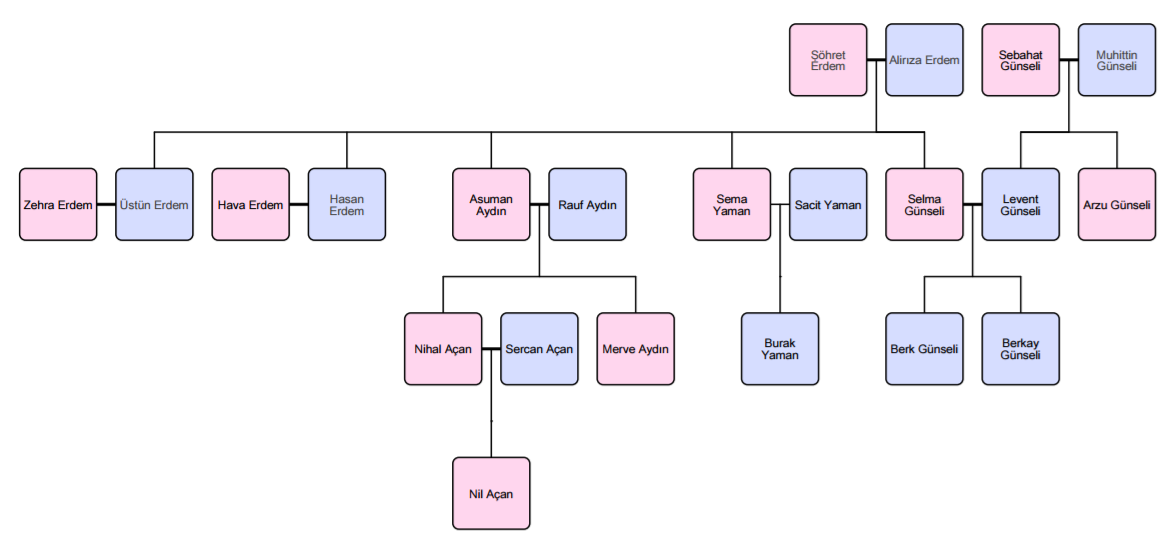 Şöhret
Erdem
Alirıza Erdem
Sebahat
Günseli
Muhittin
Günseli
Zehra Erdem
Üstün Erdem
Hava Erdem
Hasan
Erdem
Asuman
Aydın
Rauf Aydın
Sema
Yaman
Sacit Yaman
Selma
Günseli
Levent
Günseli
Arzu Günseli
Nihal Açan
Sercan Açan
Merve Aydın
Burak
Yaman
Berk Günseli
Berkay
Günseli
Nil Açan